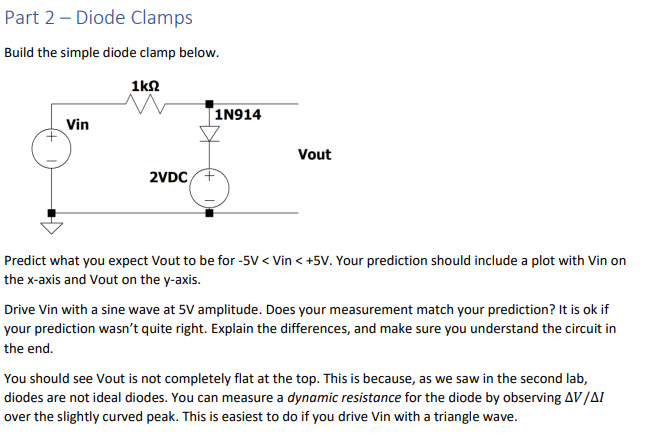 Part 2 – Diode Clamps
Build the simple diode clamp below.
1kΩ
1N914
Vin
+
Vout
2VDC
+
Predict what you expect Vout to be for -5V < Vin < +5V. Your prediction should include a plot with Vin on
the x-axis and Vout on the y-axis.
Drive Vin with a sine wave at 5V amplitude. Does your measurement match your prediction? It is ok if
your prediction wasn't quite right. Explain the differences, and make sure you understand the circuit in
the end.
You should see Vout is not completely flat at the top. This is because, as we saw in the second lab,
diodes are not ideal diodes. You can measure a dynamic resistance for the diode by observing ΔV/ΔI
over the slightly curved peak. This is easiest to do if you drive Vin with a triangle wave.